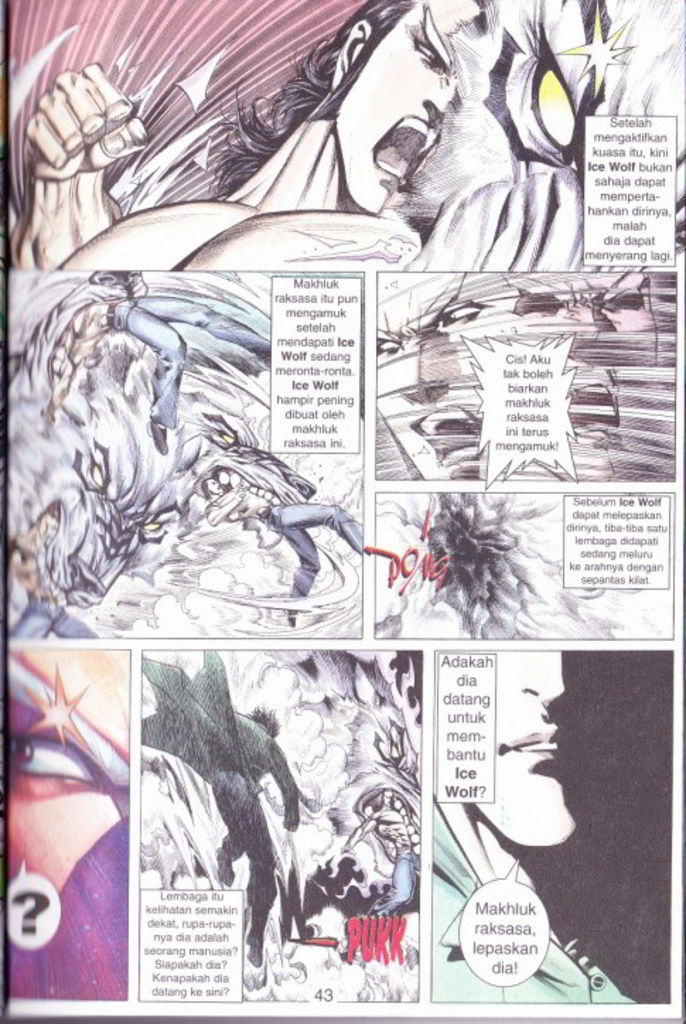 Setelah
mengaktifkan
kuasa itu, kini
Ice Wolf bukan
sahaja dapat
memperta-
hankan dirinya,
malah
dia dapat
menyerang lagi.
Makhluk
raksasa itu pun
mengamuk
setelah
mendapati Ice
Wolf sedang
meronta-ronta.
Ice Wolf
hampir pening
dibuat oleh
makhluk
raksasa ini.
Cis! Aku
tak boleh
biarkan
makhluk
raksasa
ini terus
mengamuk!
Sebelum Ice Wolf
dapat melepaskan
dirinya, tiba-tiba satu
lembaga didapati
sedang meluru
ke arahnya dengan
sepantas kilat.
PONG
?
Lembaga itu
kelihatan semakin
dekat, rupa-rupa-
nya dia adalah
seorang manusia?
Siapakah dia?
Kenapakah dia
datang ke sini?
PUKK
Adakah
dia
datang
untuk
mem-
bantu
Ice
Wolf?
Makhluk
raksasa,
lepaskan
dia!
43